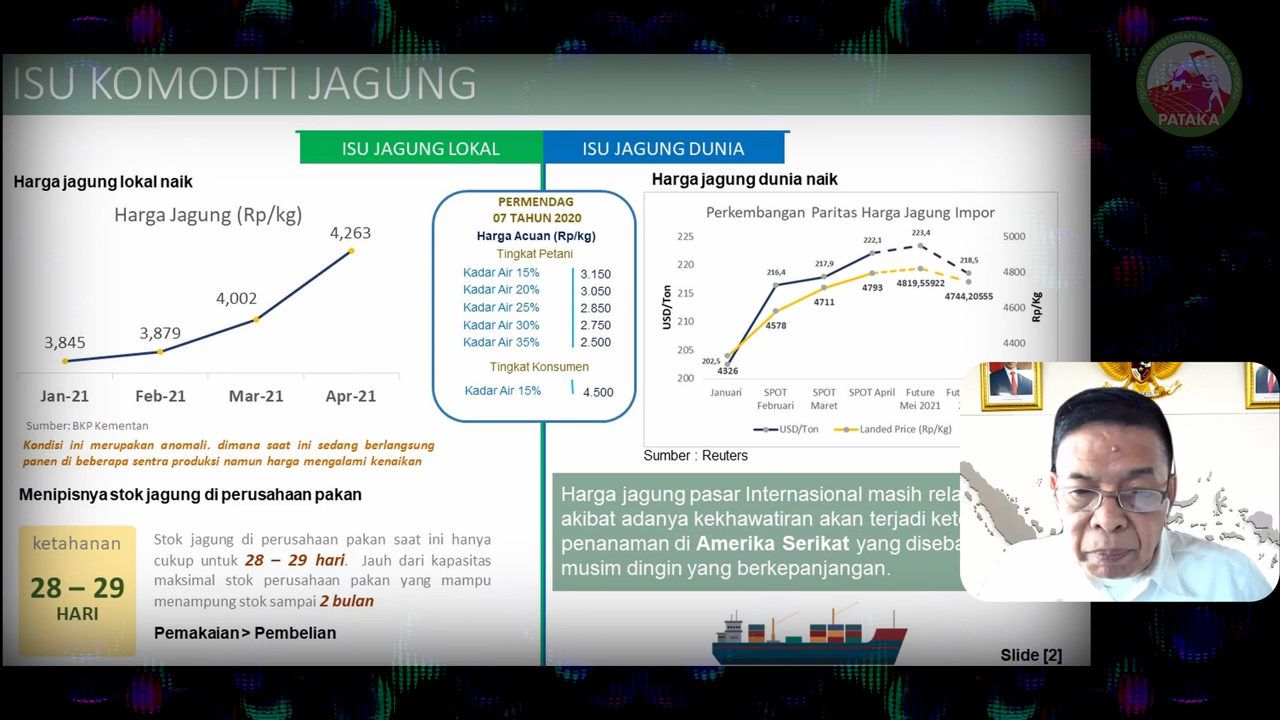 ISU KOMODITI JAGUNG
PATAKA
ISU JAGUNG LOKAL
ISU JAGUNG DUNIA
Harga jagung lokal naik
Harga Jagung (Rp/kg)
4,263
4,002
3,879
3,845
Jan-21 Feb-21 Mar-21 Apr-21
Sumber: BKP Kementan
Kondisi ini merupakan anomali. dimana saat ini sedang berlangsung
panen di beberapa sentra produksi namun harga mengalami kenaikan
Menipisnya stok jagung di perusahaan pakan
ketahanan
28 – 29
HARI
Stok jagung di perusahaan pakan saat ini hanya
cukup untuk 28 – 29 hari. Jauh dari kapasitas
maksimal stok perusahaan pakan yang mampu
menampung stok sampai 2 bulan
Pemakaian > Pembelian
PERMENDAG
07 TAHUN 2020
Harga Acuan (Rp/kg)
Tingkat Petani
Kadar Air 15% 3.150
Kadar Air 20% 3.050
Kadar Air 25% 2.850
Kadar Air 30% 2.750
Kadar Air 35% 2.500
Tingkat Konsumen
Kadar Air 15% 4.500
Harga jagung dunia naik
Perkembangan Paritas Harga Jagung Impor
225
220
215
210
205
200
USD/Ton
202,5
216,4
217,9
222,1
223,4
218,5
4326
4578
4711
4793
4819,55922
4744,20555
5000
4800
4600
4400
Rp/Kg
Januari
SPOT
Februari
SPOT
Maret
SPOT April
Future
Mei 2021
USD/Ton
Landed Price (Rp/Kg)
Sumber : Reuters
Harga jagung pasar Internasional masih
akibat adanya kekhawatiran akan terjadi
penanaman di Amerika Serikat yang
musim dingin yang berkepanjangan.
Slide [2]